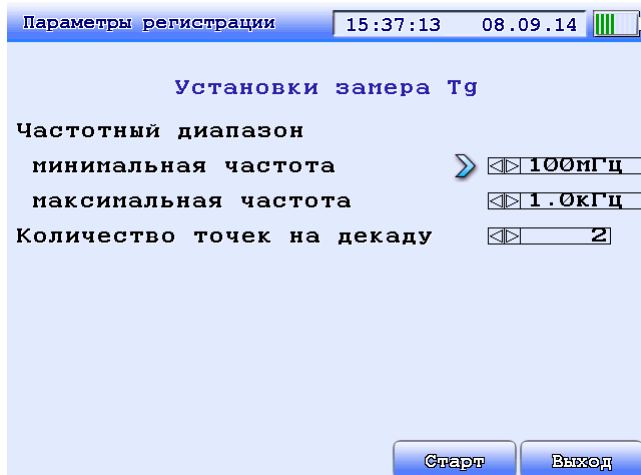 Параметры регистрации 15:37:13 08.09.14
Установки замера Tg
Частотный диапазон
минимальная частота 100мГц
максимальная частота 1.0кГц
Количество точек на декаду 2
Старт Выход